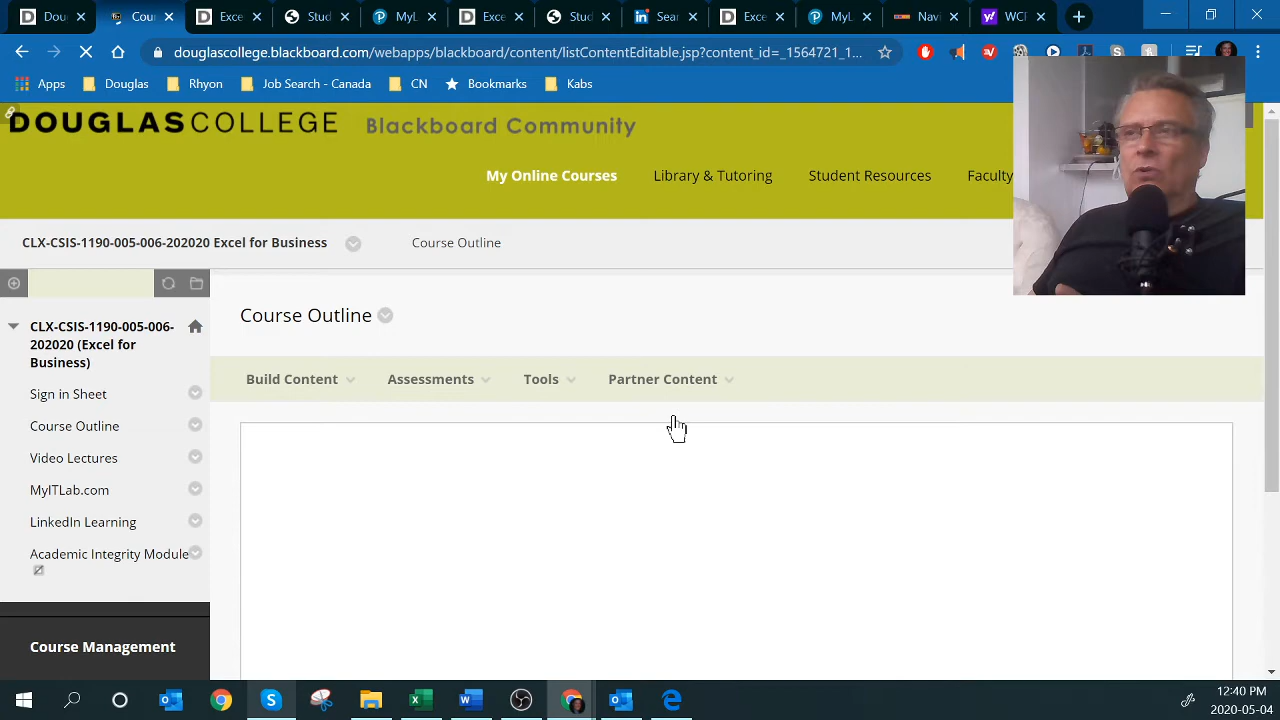 Dou
Cou
Exce
Stud
MyL
Exce
Stud
Sear
Exce
MyL
Navi
WCF
douglascollege.blackboard.com/webapps/blackboard/content/listContentEditable.jsp?content_id=_1564721_1...
Apps
Douglas
Rhyon
Job Search - Canada
CN
Bookmarks
Kabs
DOUGLASCOLLEGE
Blackboard Community
My Online Courses
Library & Tutoring
Student Resources
Faculty
CLX-CSIS-1190-005-006-202020 Excel for Business
Course Outline
CLX-CSIS-1190-005-006-
202020 (Excel for
Business)
Sign in Sheet
Course Outline
Video Lectures
MyITLab.com
LinkedIn Learning
Academic Integrity Module
Course Management
Course Outline
Build Content
Assessments
Tools
Partner Content
12:40 PM
2020-05-04